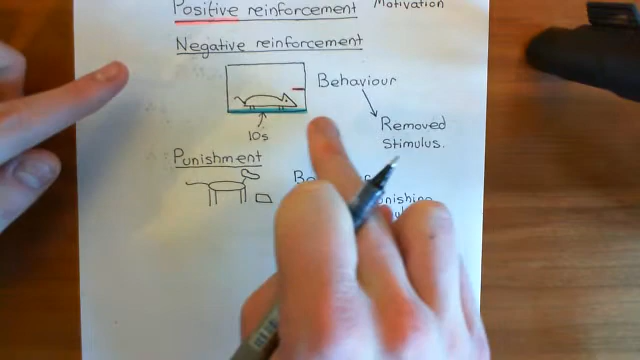 Positive reinforcement
Motivation
Negative reinforcement
Behaviour
Removed
stimulus.
10s
Punishment